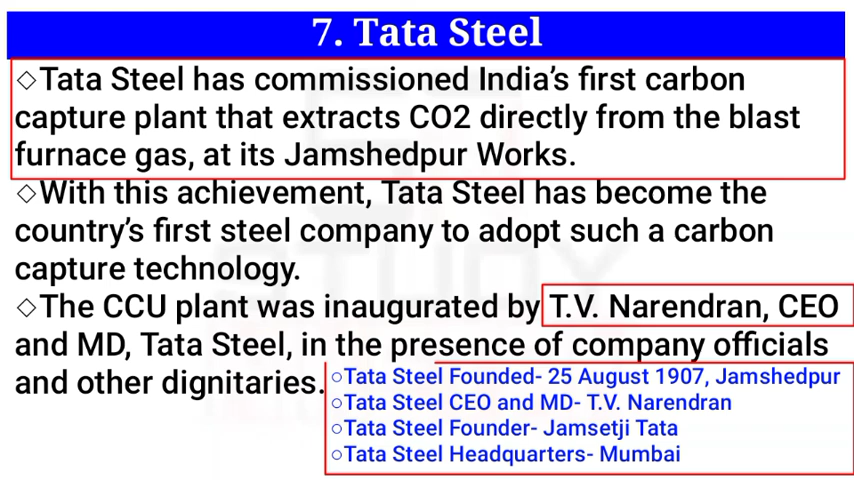 7. Tata Steel
◇Tata Steel has commissioned India's first carbon
capture plant that extracts CO2 directly from the blast
furnace gas, at its Jamshedpur Works.
◇With this achievement, Tata Steel has become the
country's first steel company to adopt such a carbon
capture technology.
◇The CCU plant was inaugurated by T.V. Narendran, CEO
and MD, Tata Steel, in the presence of company officials
and other dignitaries.
○Tata Steel Founded- 25 August 1907, Jamshedpur
○Tata Steel CEO and MD- T.V. Narendran
○Tata Steel Founder- Jamsetji Tata
○Tata Steel Headquarters- Mumbai